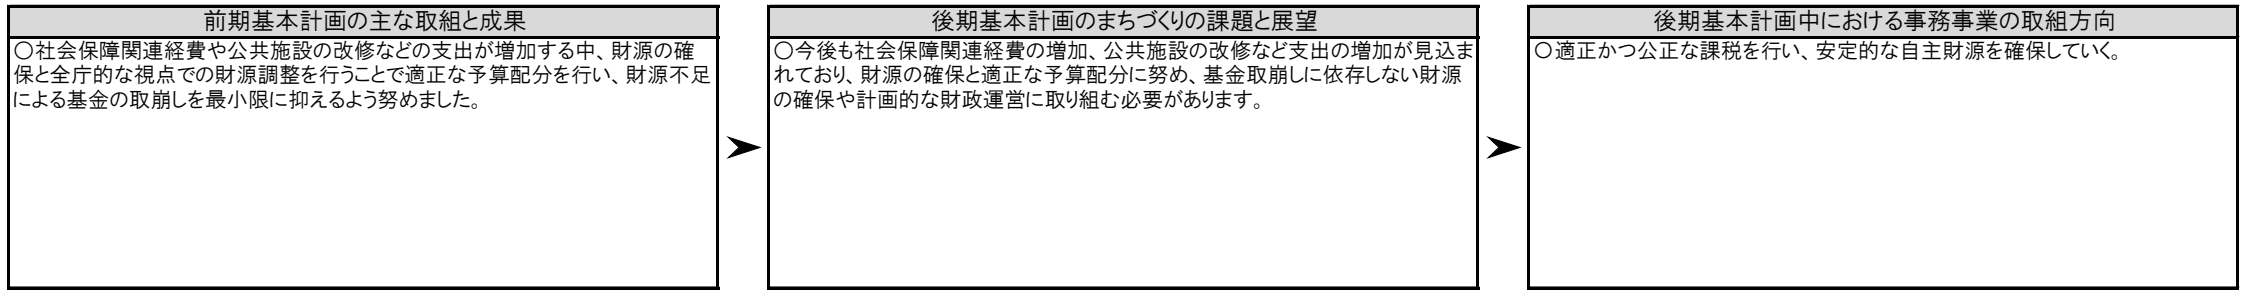 前期基本計画の主な取組と成果
○社会保障関連経費や公共施設の改修などの支出が増加する中、財源の確
保と全庁的な視点での財源調整を行うことで適正な予算配分を行い、財源不足
による基金の取崩しを最小限に抑えるよう努めました。
後期基本計画のまちづくりの課題と展望
○今後も社会保障関連経費の増加、公共施設の改修など支出の増加が見込ま
れており、財源の確保と適正な予算配分に努め、基金取崩しに依存しない財源
の確保や計画的な財政運営に取り組む必要があります。
後期基本計画中における事務事業の取組方向
○適正かつ公正な課税を行い、安定的な自主財源を確保していく。